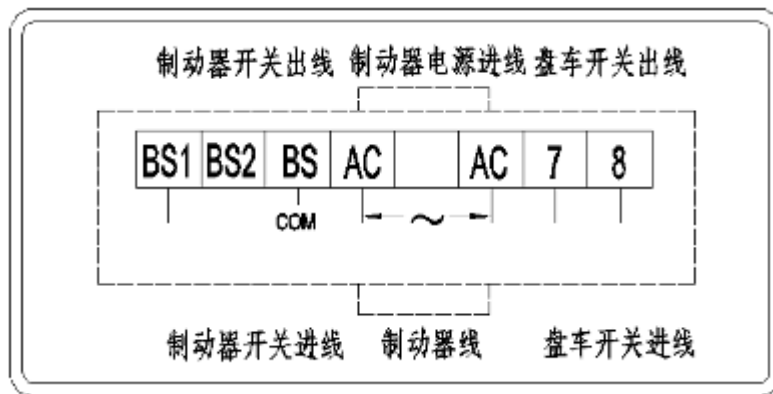 制动器开关出线 制动器电源进线 盘车开关出线
BS1 BS2 BS AC AC 7 8
COM ~
制动器开关进线 制动器线 盘车开关进线